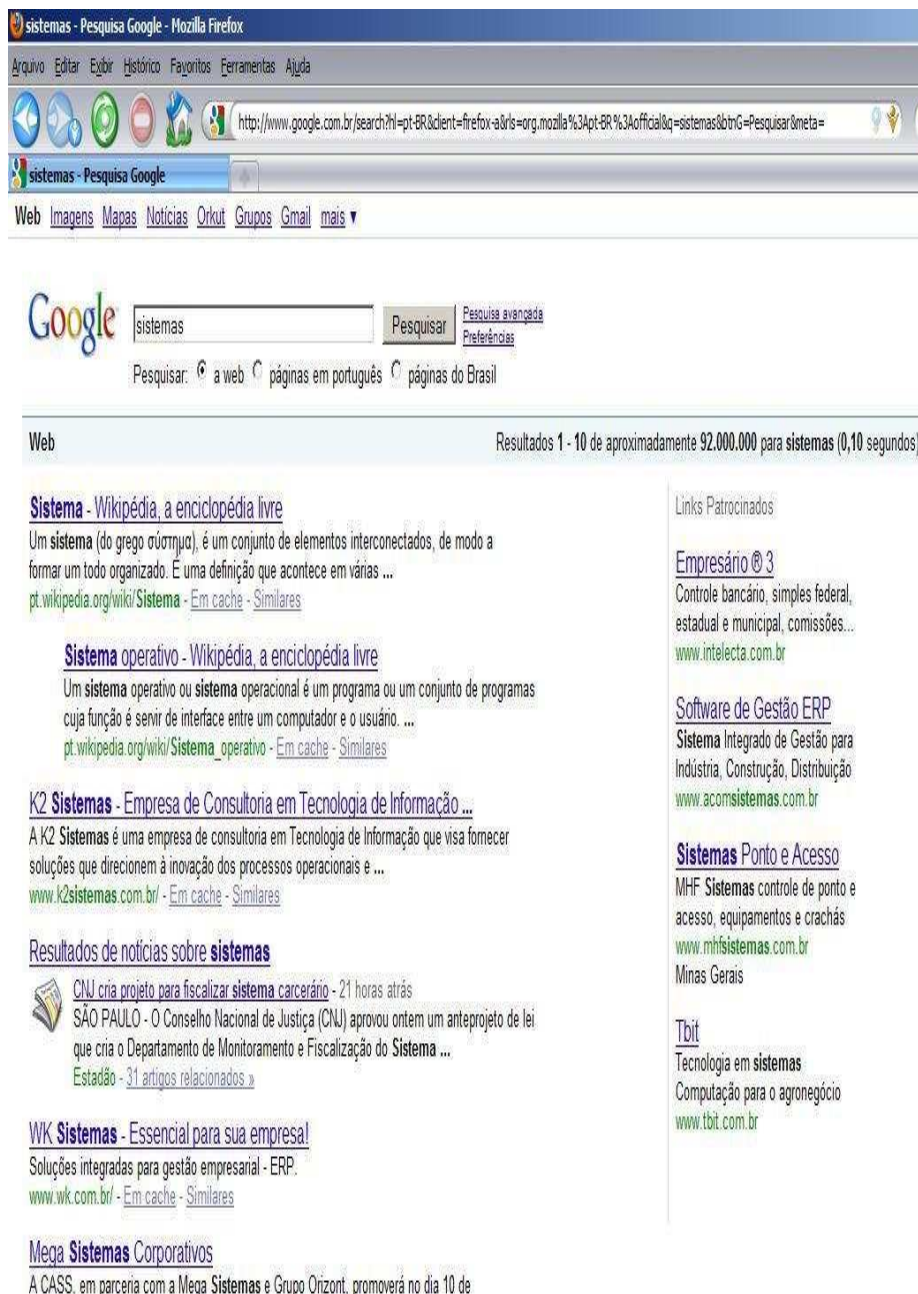 sistemas - Pesquisa Google - Mozilla Firefox
Arquivo Editar Exibir Histórico Favoritos Ferramentas Ajuda
http://www.google.com.br/search?hl=pt-BR&client=firefox-a&rls=org.mozilla%3Apt-BR%3Aofficial&q=sistemas&btnG=Pesquisar&meta=
sistemas - Pesquisa Google
Web Imagens Mapas Notícias Orkut Grupos Gmail mais ▼
Google sistemas Pesquisar Pesquisa avançada
Preferências
Pesquisar: a web páginas em português páginas do Brasil
Web Resultados 1 - 10 de aproximadamente 92.000.000 para sistemas (0,10 segundos)
Sistema - Wikipédia, a enciclopédia livre
Um sistema (do grego σύστημα), é um conjunto de elementos interconectados, de modo a
formar um todo organizado. É uma definição que acontece em várias ...
pt.wikipedia.org/wiki/Sistema - Em cache - Similares
Sistema operativo - Wikipédia, a enciclopédia livre
Um sistema operativo ou sistema operacional é um programa ou um conjunto de programas
cuja função é servir de interface entre um computador e o usuário. ...
pt.wikipedia.org/wiki/Sistema_operativo - Em cache - Similares
K2 Sistemas - Empresa de Consultoria em Tecnologia de Informação ...
A K2 Sistemas é uma empresa de consultoria em Tecnologia de Informação que visa fornecer
soluções que direcionem à inovação dos processos operacionais e ...
www.k2sistemas.com.br/ - Em cache - Similares
Resultados de notícias sobre sistemas
CNJ cria projeto para fiscalizar sistema carcerário - 21 horas atrás
SÃO PAULO - O Conselho Nacional de Justiça (CNJ) aprovou ontem um anteprojeto de lei
que cria o Departamento de Monitoramento e Fiscalização do Sistema ...
Estadão - 31 artigos relacionados »
WK Sistemas - Essencial para sua empresa!
Soluções integradas para gestão empresarial - ERP.
www.wk.com.br/ - Em cache - Similares
Mega Sistemas Corporativos
A CASS, em parceria com a Mega Sistemas e Grupo Orizont, promoverá no dia 10 de
Links Patrocinados
Empresário ® 3
Controle bancário, simples federal,
estadual e municipal, comissões...
www.intelecta.com.br
Software de Gestão ERP
Sistema Integrado de Gestão para
Indústria, Construção, Distribuição
www.acomsistemas.com.br
Sistemas Ponto e Acesso
MHF Sistemas controle de ponto e
acesso, equipamentos e crachás
www.mhfsistemas.com.br
Minas Gerais
Tbit
Tecnologia em sistemas
Computação para o agronegócio
www.tbit.com.br